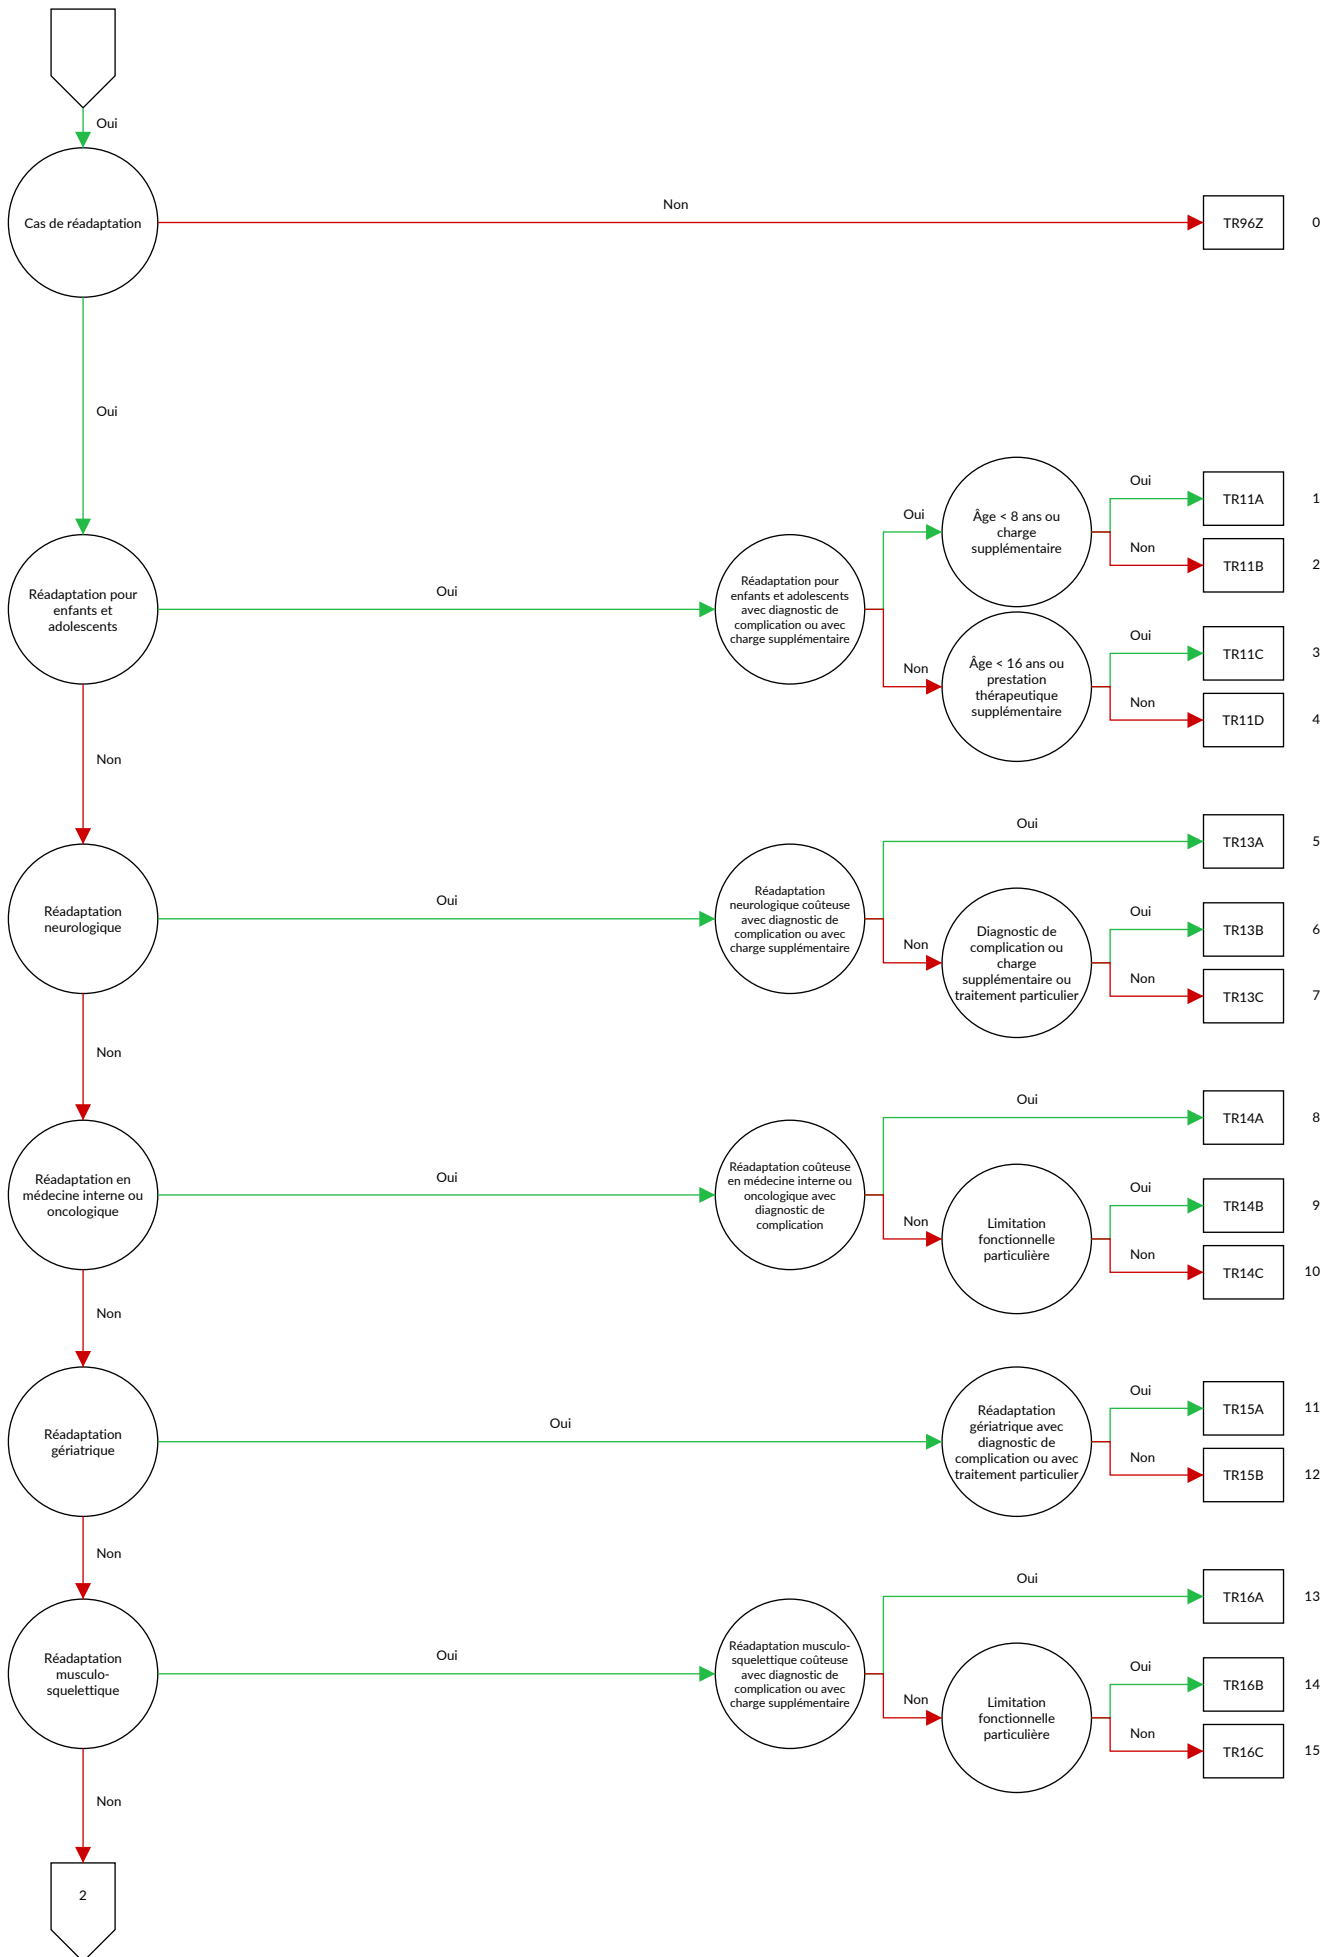 Oui
Cas de réadaptation
Non
TR96Z
0
Oui
Réadaptation pour
enfants et
adolescents
Oui
Réadaptation pour
enfants et adolescents
avec diagnostic de
complication ou avec
charge supplémentaire
Oui
Âge < 8 ans ou
charge
supplémentaire
Oui
TR11A
1
Non
TR11B
2
Non
Âge < 16 ans ou
prestation
thérapeutique
supplémentaire
Oui
TR11C
3
Non
TR11D
4
Non
Réadaptation
neurologique
Oui
Réadaptation
neurologique coûteuse
avec diagnostic de
complication ou avec
charge supplémentaire
Oui
TR13A
5
Non
Diagnostic de
complication ou
charge
supplémentaire ou
traitement particulier
Oui
TR13B
6
Non
TR13C
7
Non
Réadaptation en
médecine interne ou
oncologique
Oui
Réadaptation coûteuse
en médecine interne ou
oncologique avec
diagnostic de
complication
Oui
TR14A
8
Non
Limitation
fonctionnelle
particulière
Oui
TR14B
9
Non
TR14C
10
Non
Réadaptation
gériatrique
Oui
Réadaptation
gériatrique avec
diagnostic de
complication ou avec
traitement particulier
Oui
TR15A
11
Non
TR15B
12
Non
Réadaptation
musculo-
squelettique
Oui
Réadaptation musculo-
squelettique coûteuse
avec diagnostic de
complication ou avec
charge supplémentaire
Oui
TR16A
13
Non
Limitation
fonctionnelle
particulière
Oui
TR16B
14
Non
TR16C
15
Non
2